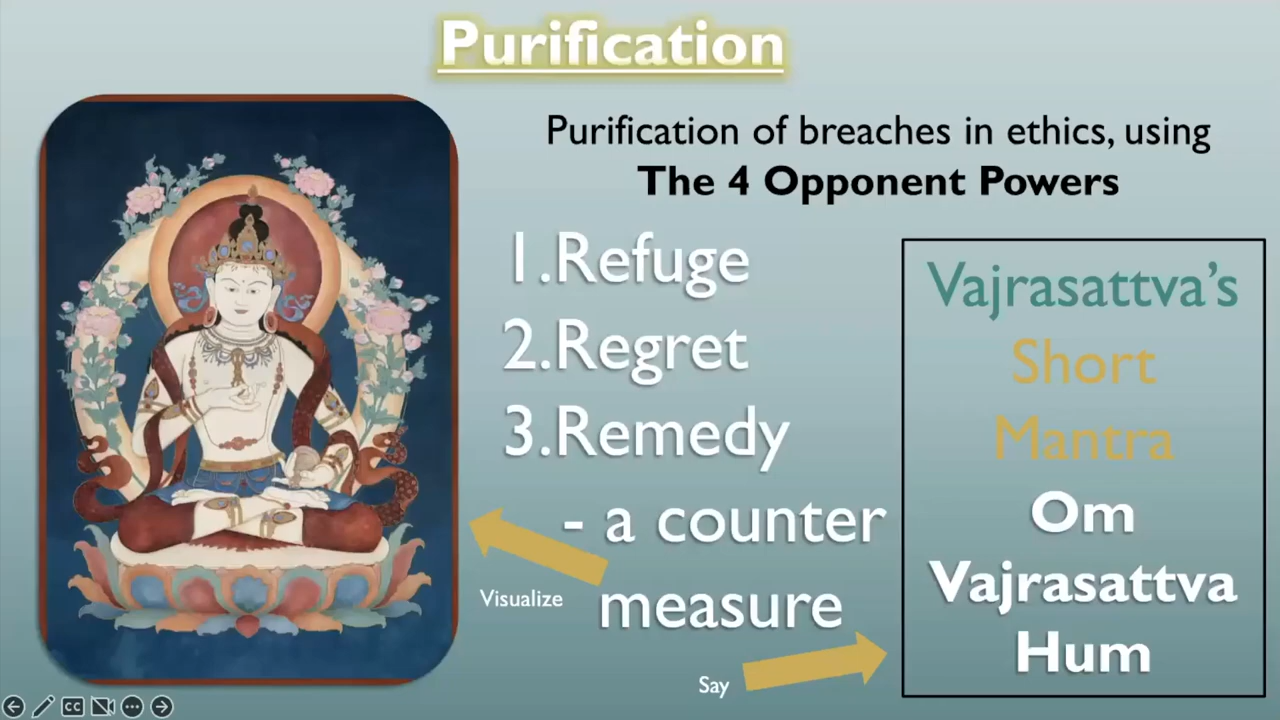 Purification
Purification of breaches in ethics, using
The 4 Opponent Powers
1.Refuge
2.Regret
3.Remedy
- a counter
measure
Visualize
Say
Vajrasattva’s
Short
Mantra
Om
Vajrasattva
Hum
CC